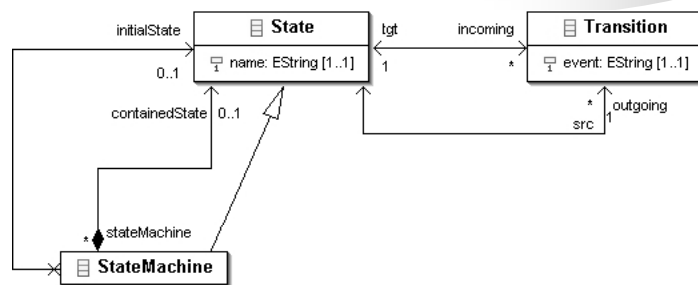 initialState
0..1
State
name: EString [1..1]
tgt
1
incoming
*
Transition
event: EString [1..1]
containedState
0..1
*
outgoing
1
src
*
stateMachine
StateMachine